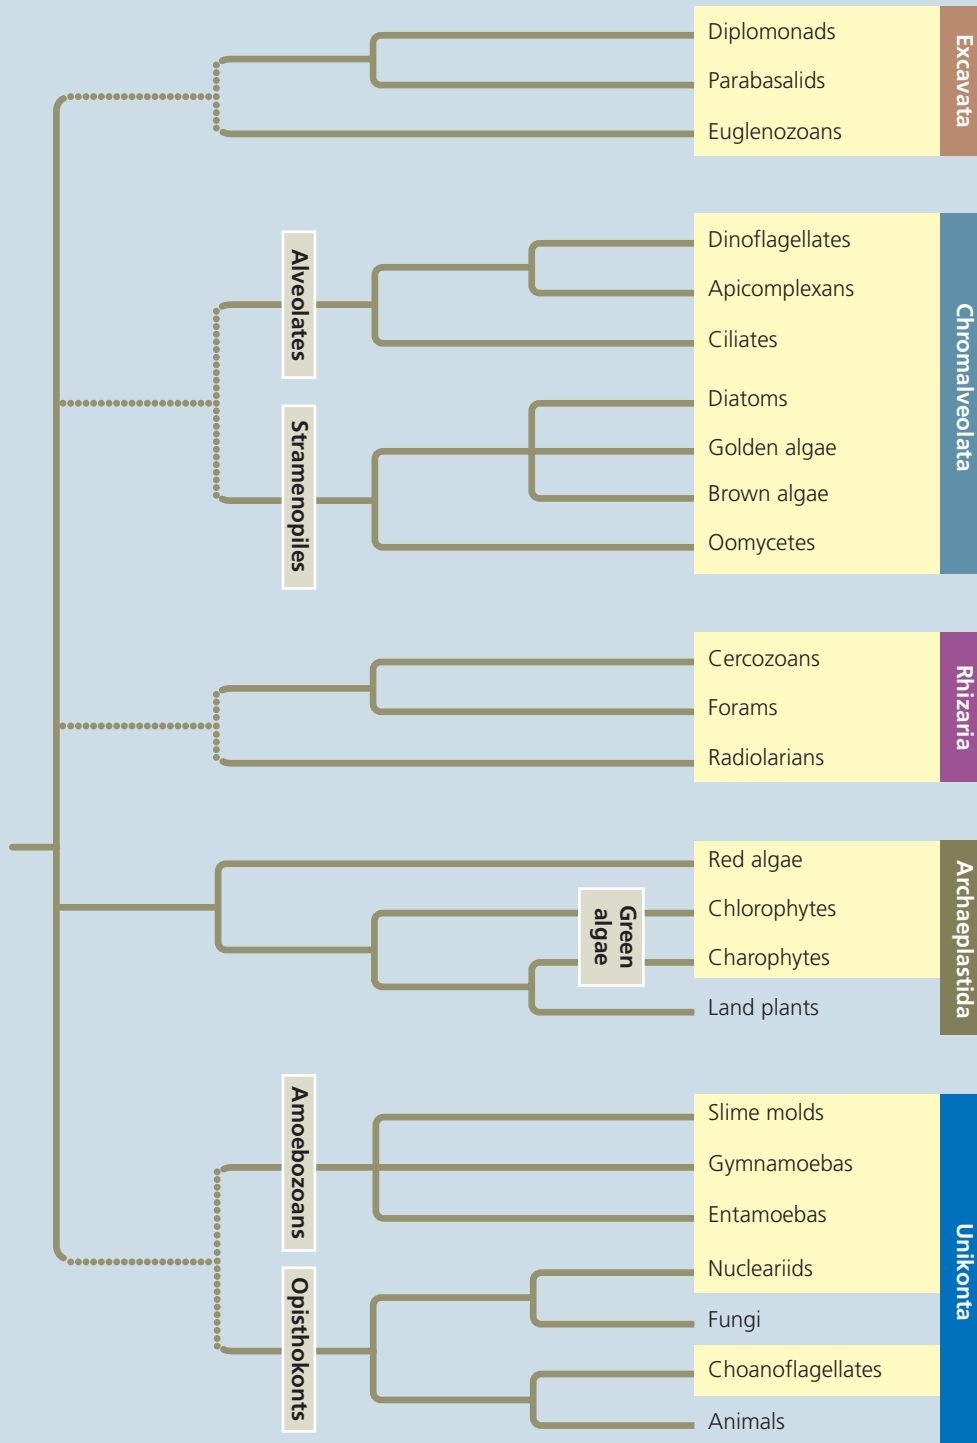 Diplomonads
Parabasalids
Euglenozoans
Excavata
Alveolates
Dinoflagellates
Apicomplexans
Ciliates
Stramenopiles
Diatoms
Golden algae
Brown algae
Oomycetes
Chromalveolata
Cercozoans
Forams
Radiolarians
Rhizaria
Red algae
Green
algae
Chlorophytes
Charophytes
Land plants
Archaeplastida
Amoebozoans
Slime molds
Gymnamoebas
Entamoebas
Opisthokonts
Nucleariids
Fungi
Choanoflagellates
Animals
Unikonta